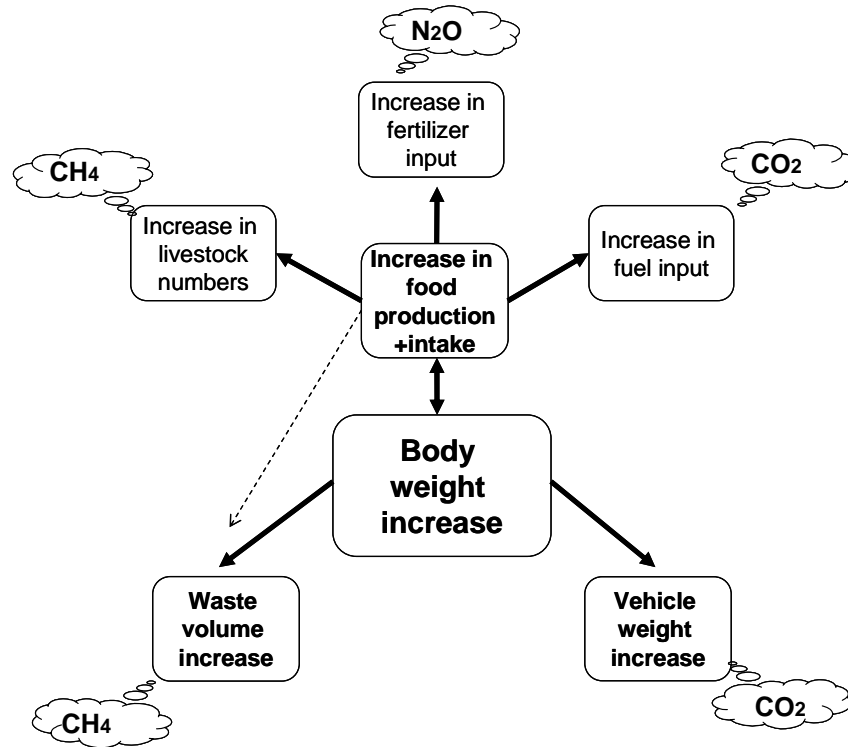 N2O
Increase in
fertilizer
input
CH4
CO2
Increase in
livestock
numbers
Increase in
food
production
+intake
Increase in
fuel input
Body
weight
increase
Waste
volume
increase
Vehicle
weight
increase
CH4
CO2